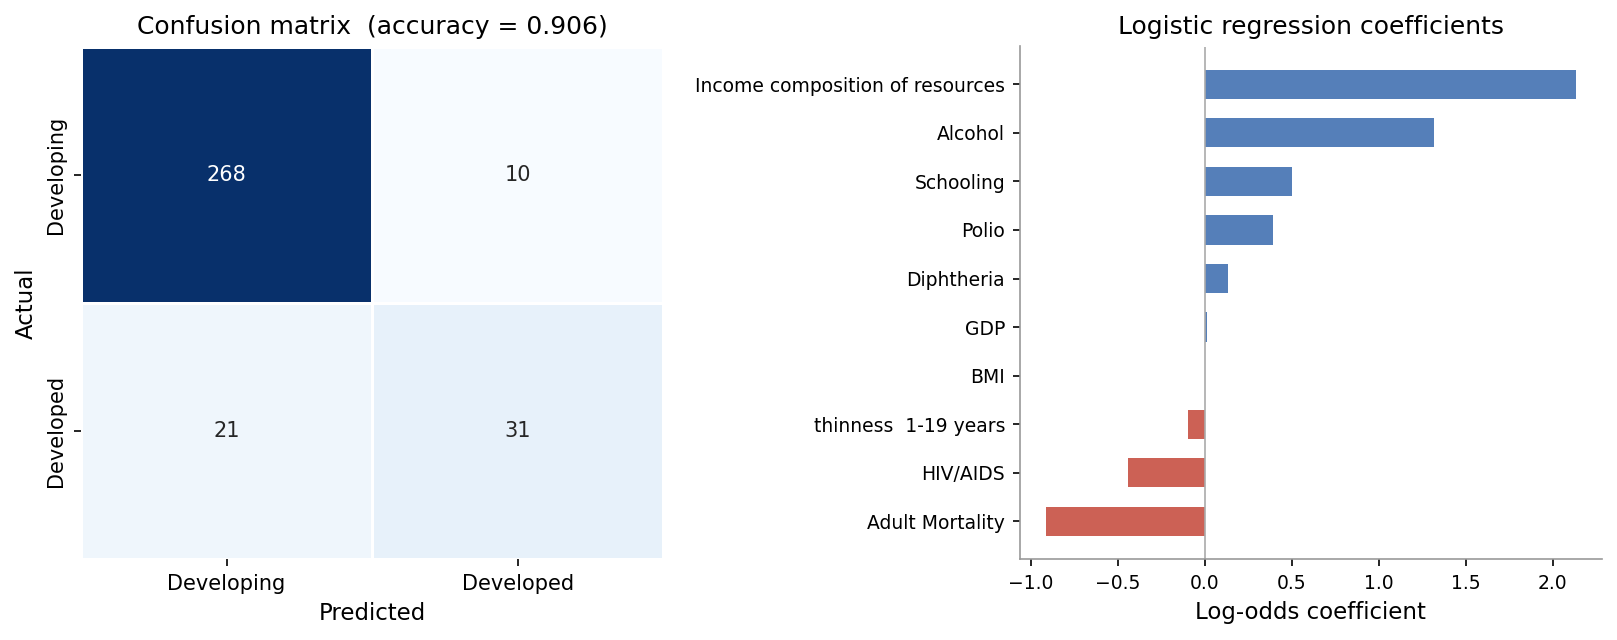 Confusion matrix  (accuracy = 0.906)
Actual
Developing
Developed
268
10
21
31
Developing
Developed
Predicted
Logistic regression coefficients
Income composition of resources
Alcohol
Schooling
Polio
Diphtheria
GDP
BMI
thinness  1-19 years
HIV/AIDS
Adult Mortality
−1.0 −0.5 0.0 0.5 1.0 1.5 2.0
Log-odds coefficient